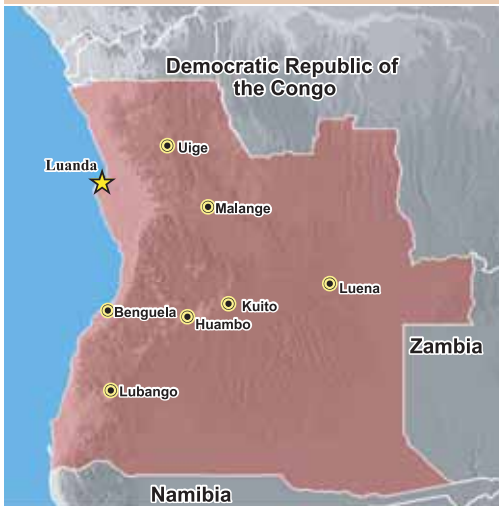 Democratic Republic of
the Congo
Uige
Luanda
Malange
Luena
Kuito
Benguela
Huambo
Zambia
Lubango
Namibia